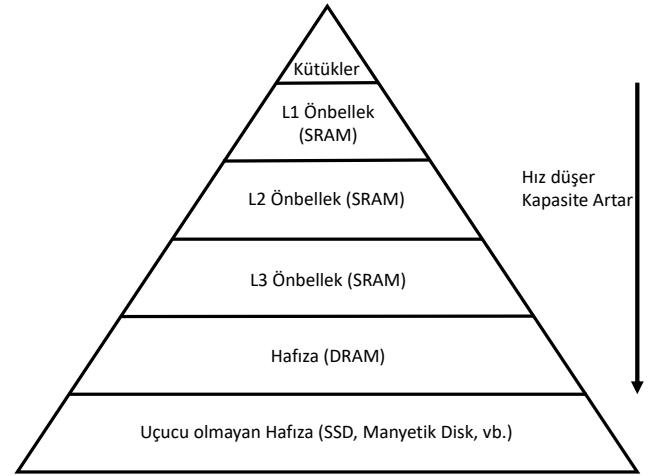 Kütükler
L1 Önbellek
(SRAM)
L2 Önbellek (SRAM)
L3 Önbellek (SRAM)
Hafıza (DRAM)
Uçucu olmayan Hafıza (SSD, Manyetik Disk, vb.)
Hız düşer
Kapasite Artar